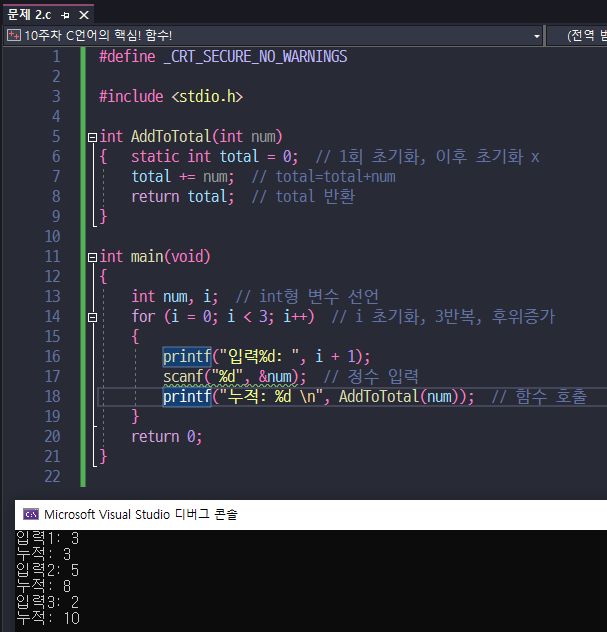 문제 2.c
10주차 C언어의 핵심! 함수!
(전역 범
1 #define _CRT_SECURE_NO_WARNINGS
2
3 #include <stdio.h>
4
5 int AddToTotal(int num)
6 { static int total = 0; // 1회 초기화, 이후 초기화 x
7 total += num; // total=total+num
8 return total; // total 반환
9 }
10
11 int main(void)
12 {
13 int num, i; // int형 변수 선언
14 for (i = 0; i < 3; i++) // i 초기화, 3반복, 후위증가
15 {
16 printf("입력%d: ", i + 1);
17 scanf("%d", &num); // 정수 입력
18 printf("누적: %d \n", AddToTotal(num)); // 함수 호출
19 }
20 return 0;
21 }
22
Microsoft Visual Studio 디버그 콘솔
입력1: 3
누적: 3
입력2: 5
누적: 8
입력3: 2
누적: 10